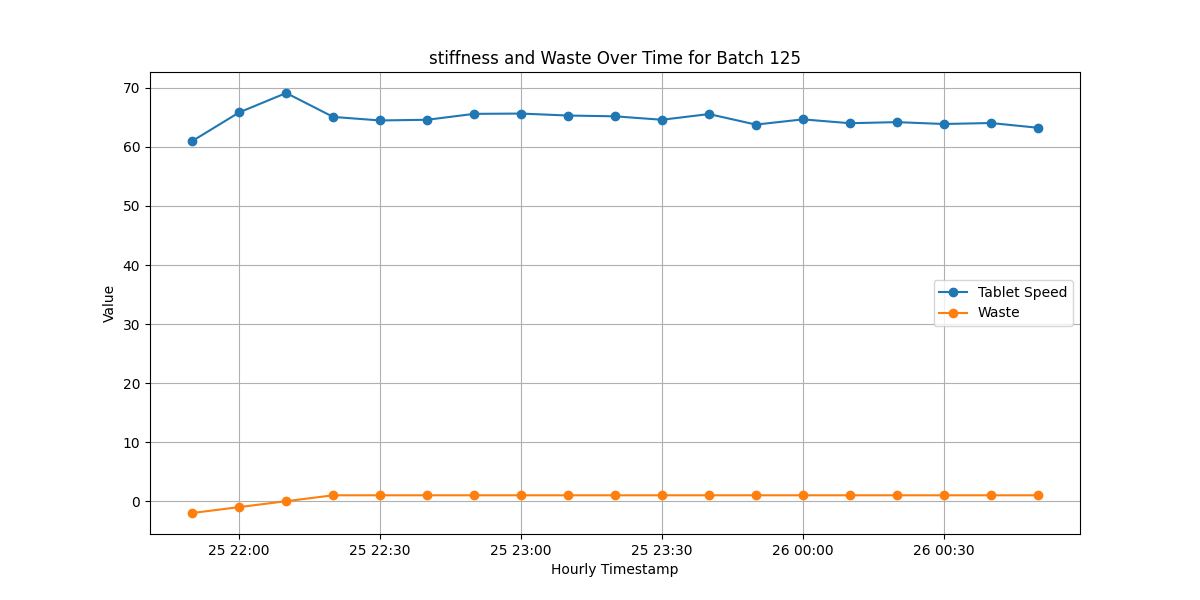 stiffness and Waste Over Time for Batch 125
70
60
50
40
30
20
10
0
Value
Tablet Speed
Waste
25 22:00 25 22:30 25 23:00 25 23:30 26 00:00 26 00:30
Hourly Timestamp